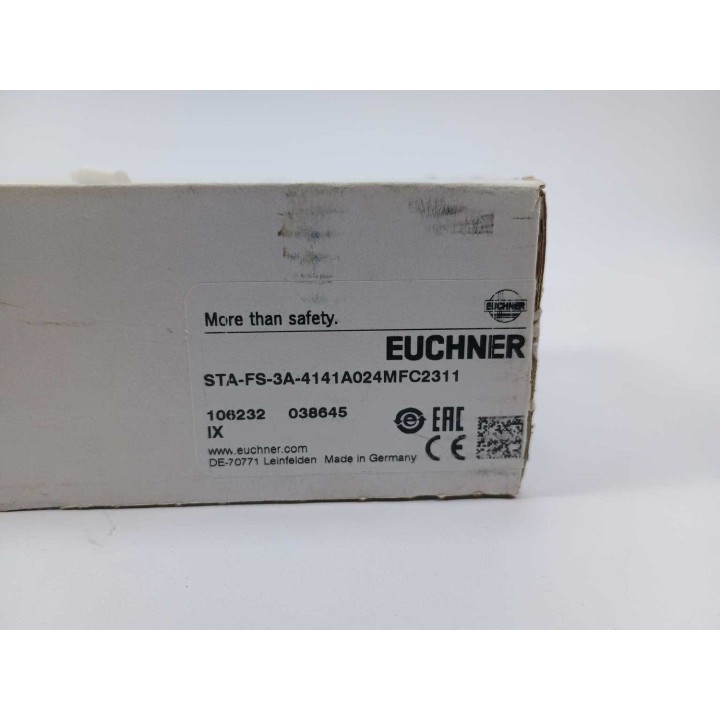 EUCHNER
More than safety.
EUCHNER
STA-FS-3A-4141A024MFC2311
106232 038645
IX
EAC
CE
www.euchner.com
DE-70771 Leinfelden Made in Germany